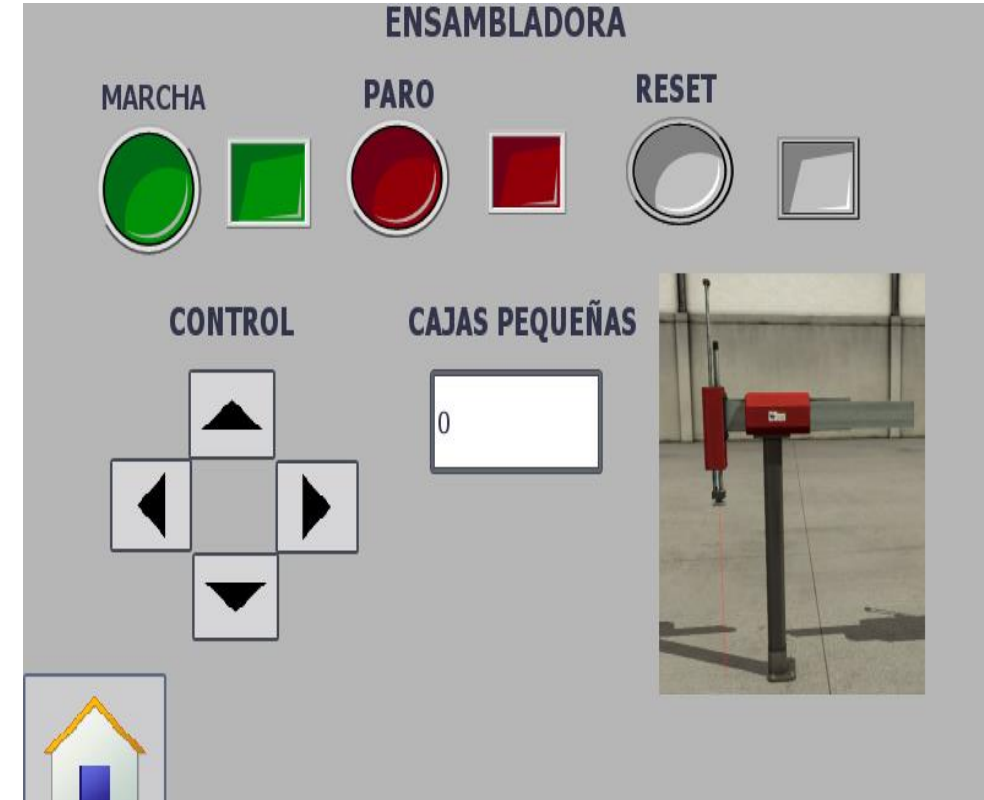 ENSAMBLADORA
MARCHA
PARO
RESET
CONTROL
CAJAS PEQUEÑAS
0